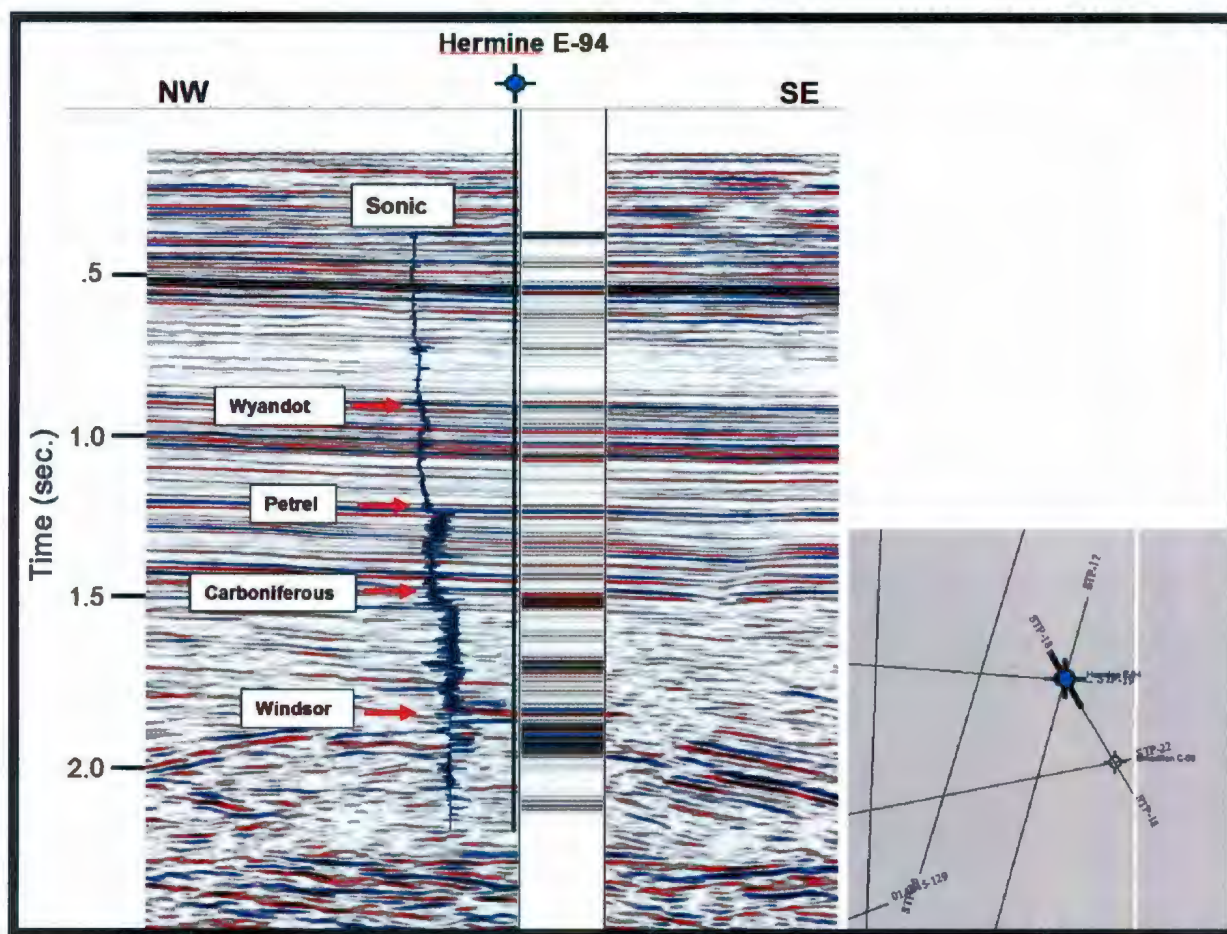 Hermine E-94
NW
SE
Sonic
.5
Wyandot
1.0
Petrel
Carboniferous
1.5
Windsor
2.0
Time (sec.)
STP-17
STP-18
STP-22
STP-18